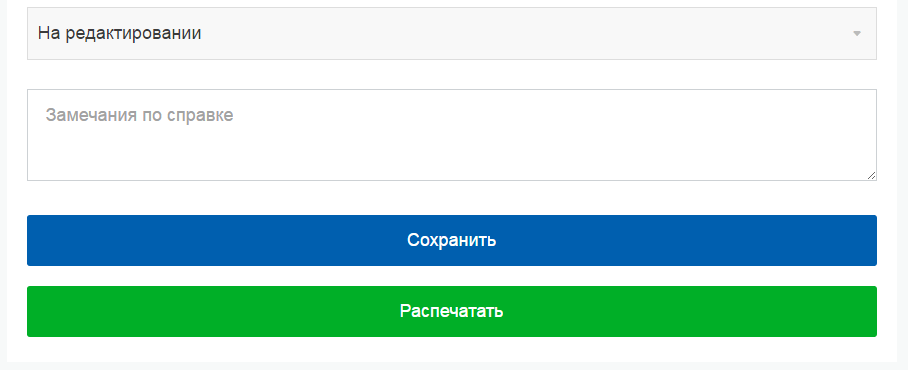 На редактировании
Замечания по справке
Сохранить
Распечатать